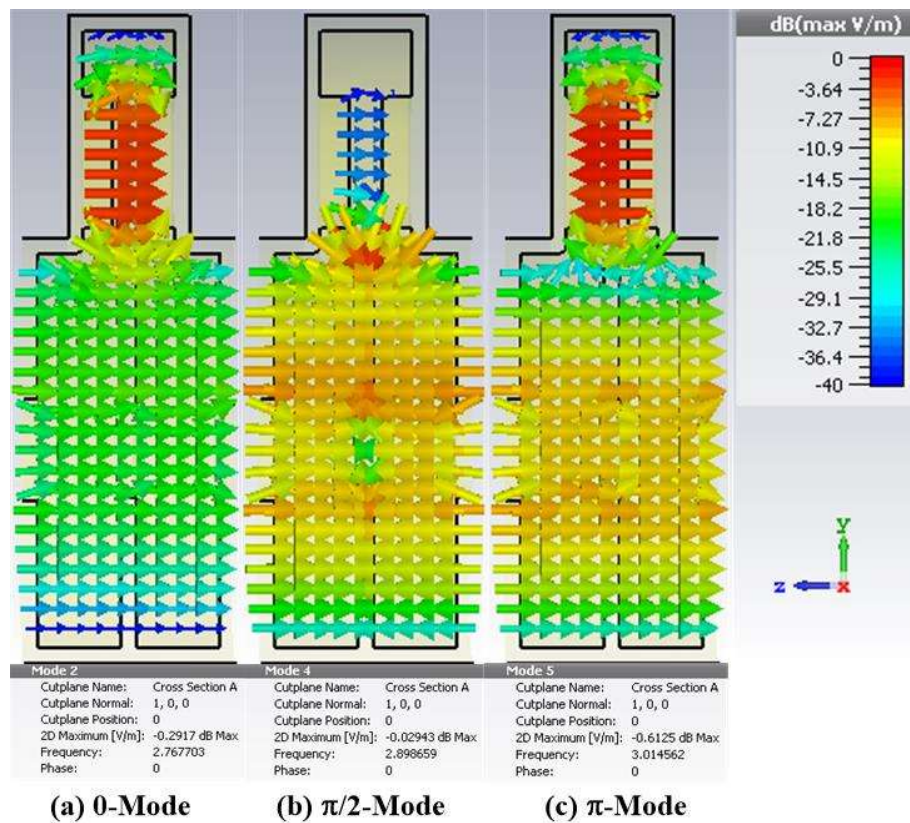 dB(max V/m)
0
-3.64
-7.27
-10.9
-14.5
-18.2
-21.8
-25.5
-29.1
-32.7
-36.4
-40
y
z
x
Mode 2
Cutplane Name: Cross Section A
Cutplane Normal: 1, 0, 0
Cutplane Position: 0
2D Maximum [V/m]: -0.2917 dB Max
Frequency: 2.767703
Phase: 0
Mode 4
Cutplane Name: Cross Section A
Cutplane Normal: 1, 0, 0
Cutplane Position: 0
2D Maximum [V/m]: -0.02943 dB Max
Frequency: 2.898659
Phase: 0
Mode 5
Cutplane Name: Cross Section A
Cutplane Normal: 1, 0, 0
Cutplane Position: 0
2D Maximum [V/m]: -0.6125 dB Max
Frequency: 3.014562
Phase: 0
(a) 0-Mode
(b) π/2-Mode
(c) π-Mode